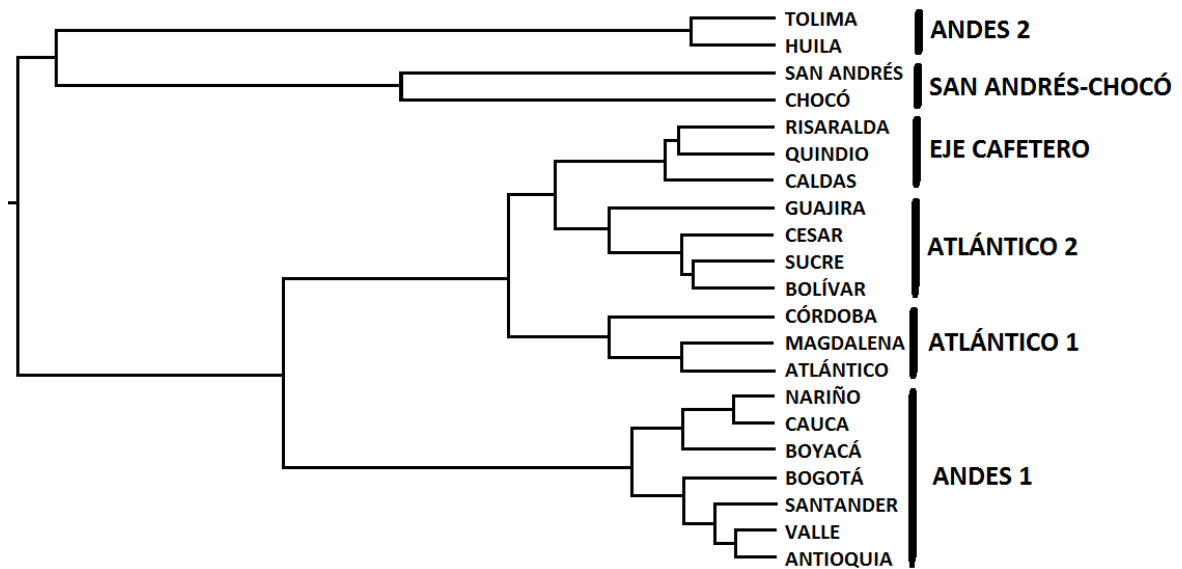 TOLIMA
HUILA
ANDES 2
SAN ANDRÉS
CHOCÓ
SAN ANDRÉS-CHOCÓ
RISARALDA
QUINDIO
CALDAS
EJE CAFETERO
GUAJIRA
CESAR
SUCRE
BOLÍVAR
ATLÁNTICO 2
CÓRDOBA
MAGDALENA
ATLÁNTICO
ATLÁNTICO 1
NARIÑO
CAUCA
BOYACÁ
BOGOTÁ
SANTANDER
VALLE
ANTIOQUIA
ANDES 1